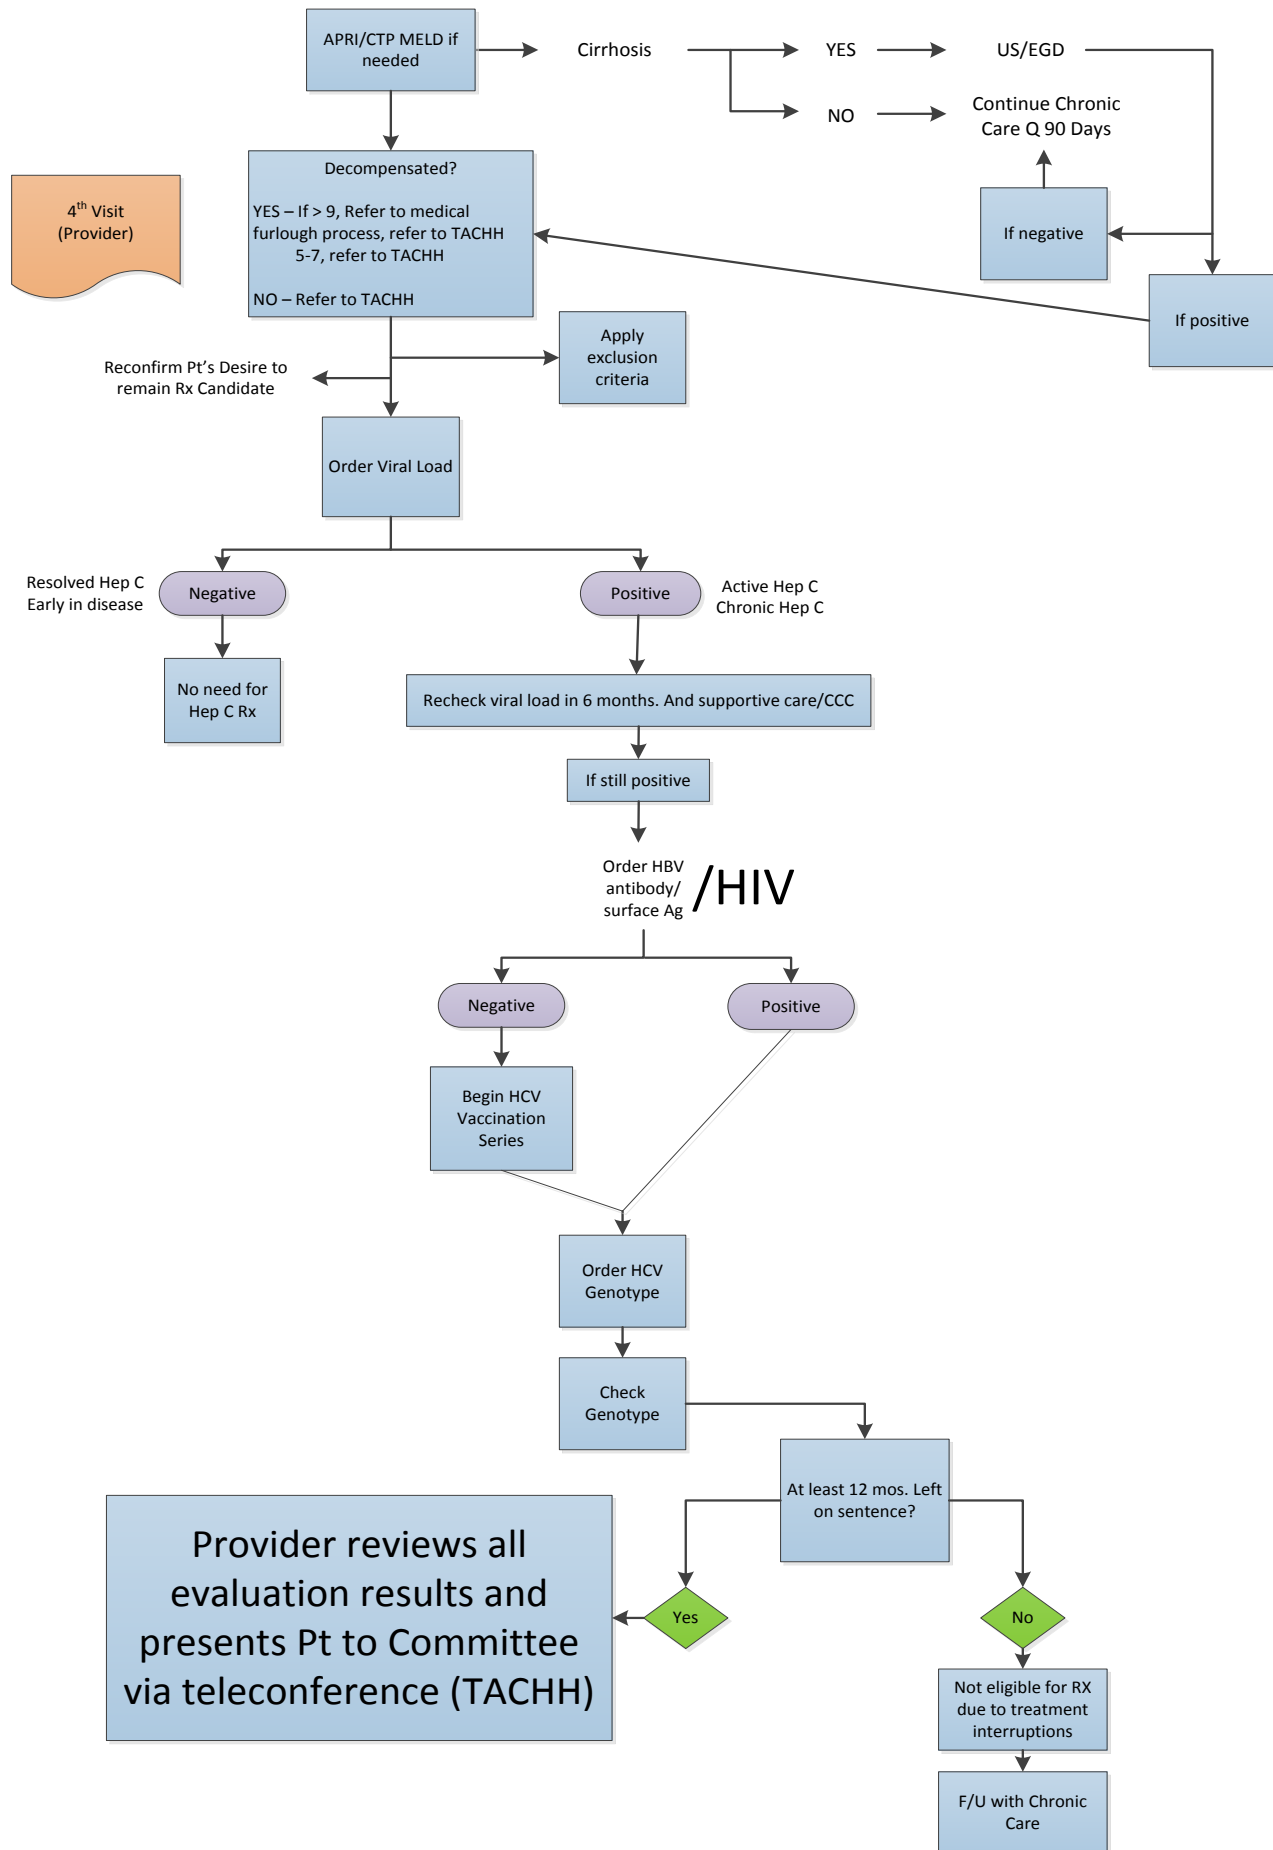 APRI/CTP MELD if
needed
Cirrhosis
YES
US/EGD
NO
Continue Chronic
Care Q 90 Days
4th Visit
(Provider)
Decompensated?
YES – If > 9, Refer to medical
furlough process, refer to TACHH
5-7, refer to TACHH
NO – Refer to TACHH
If negative
If positive
Apply
exclusion
criteria
Reconfirm Pt’s Desire to
remain Rx Candidate
Order Viral Load
Resolved Hep C
Early in disease
Negative
Positive
Active Hep C
Chronic Hep C
No need for
Hep C Rx
Recheck viral load in 6 months. And supportive care/CCC
If still positive
Order HBV
antibody/
surface Ag
/HIV
Negative
Positive
Begin HCV
Vaccination
Series
Order HCV
Genotype
Check
Genotype
At least 12 mos. Left
on sentence?
Provider reviews all
evaluation results and
presents Pt to Committee
via teleconference (TACHH)
Yes
No
Not eligible for RX
due to treatment
interruptions
F/U with Chronic
Care